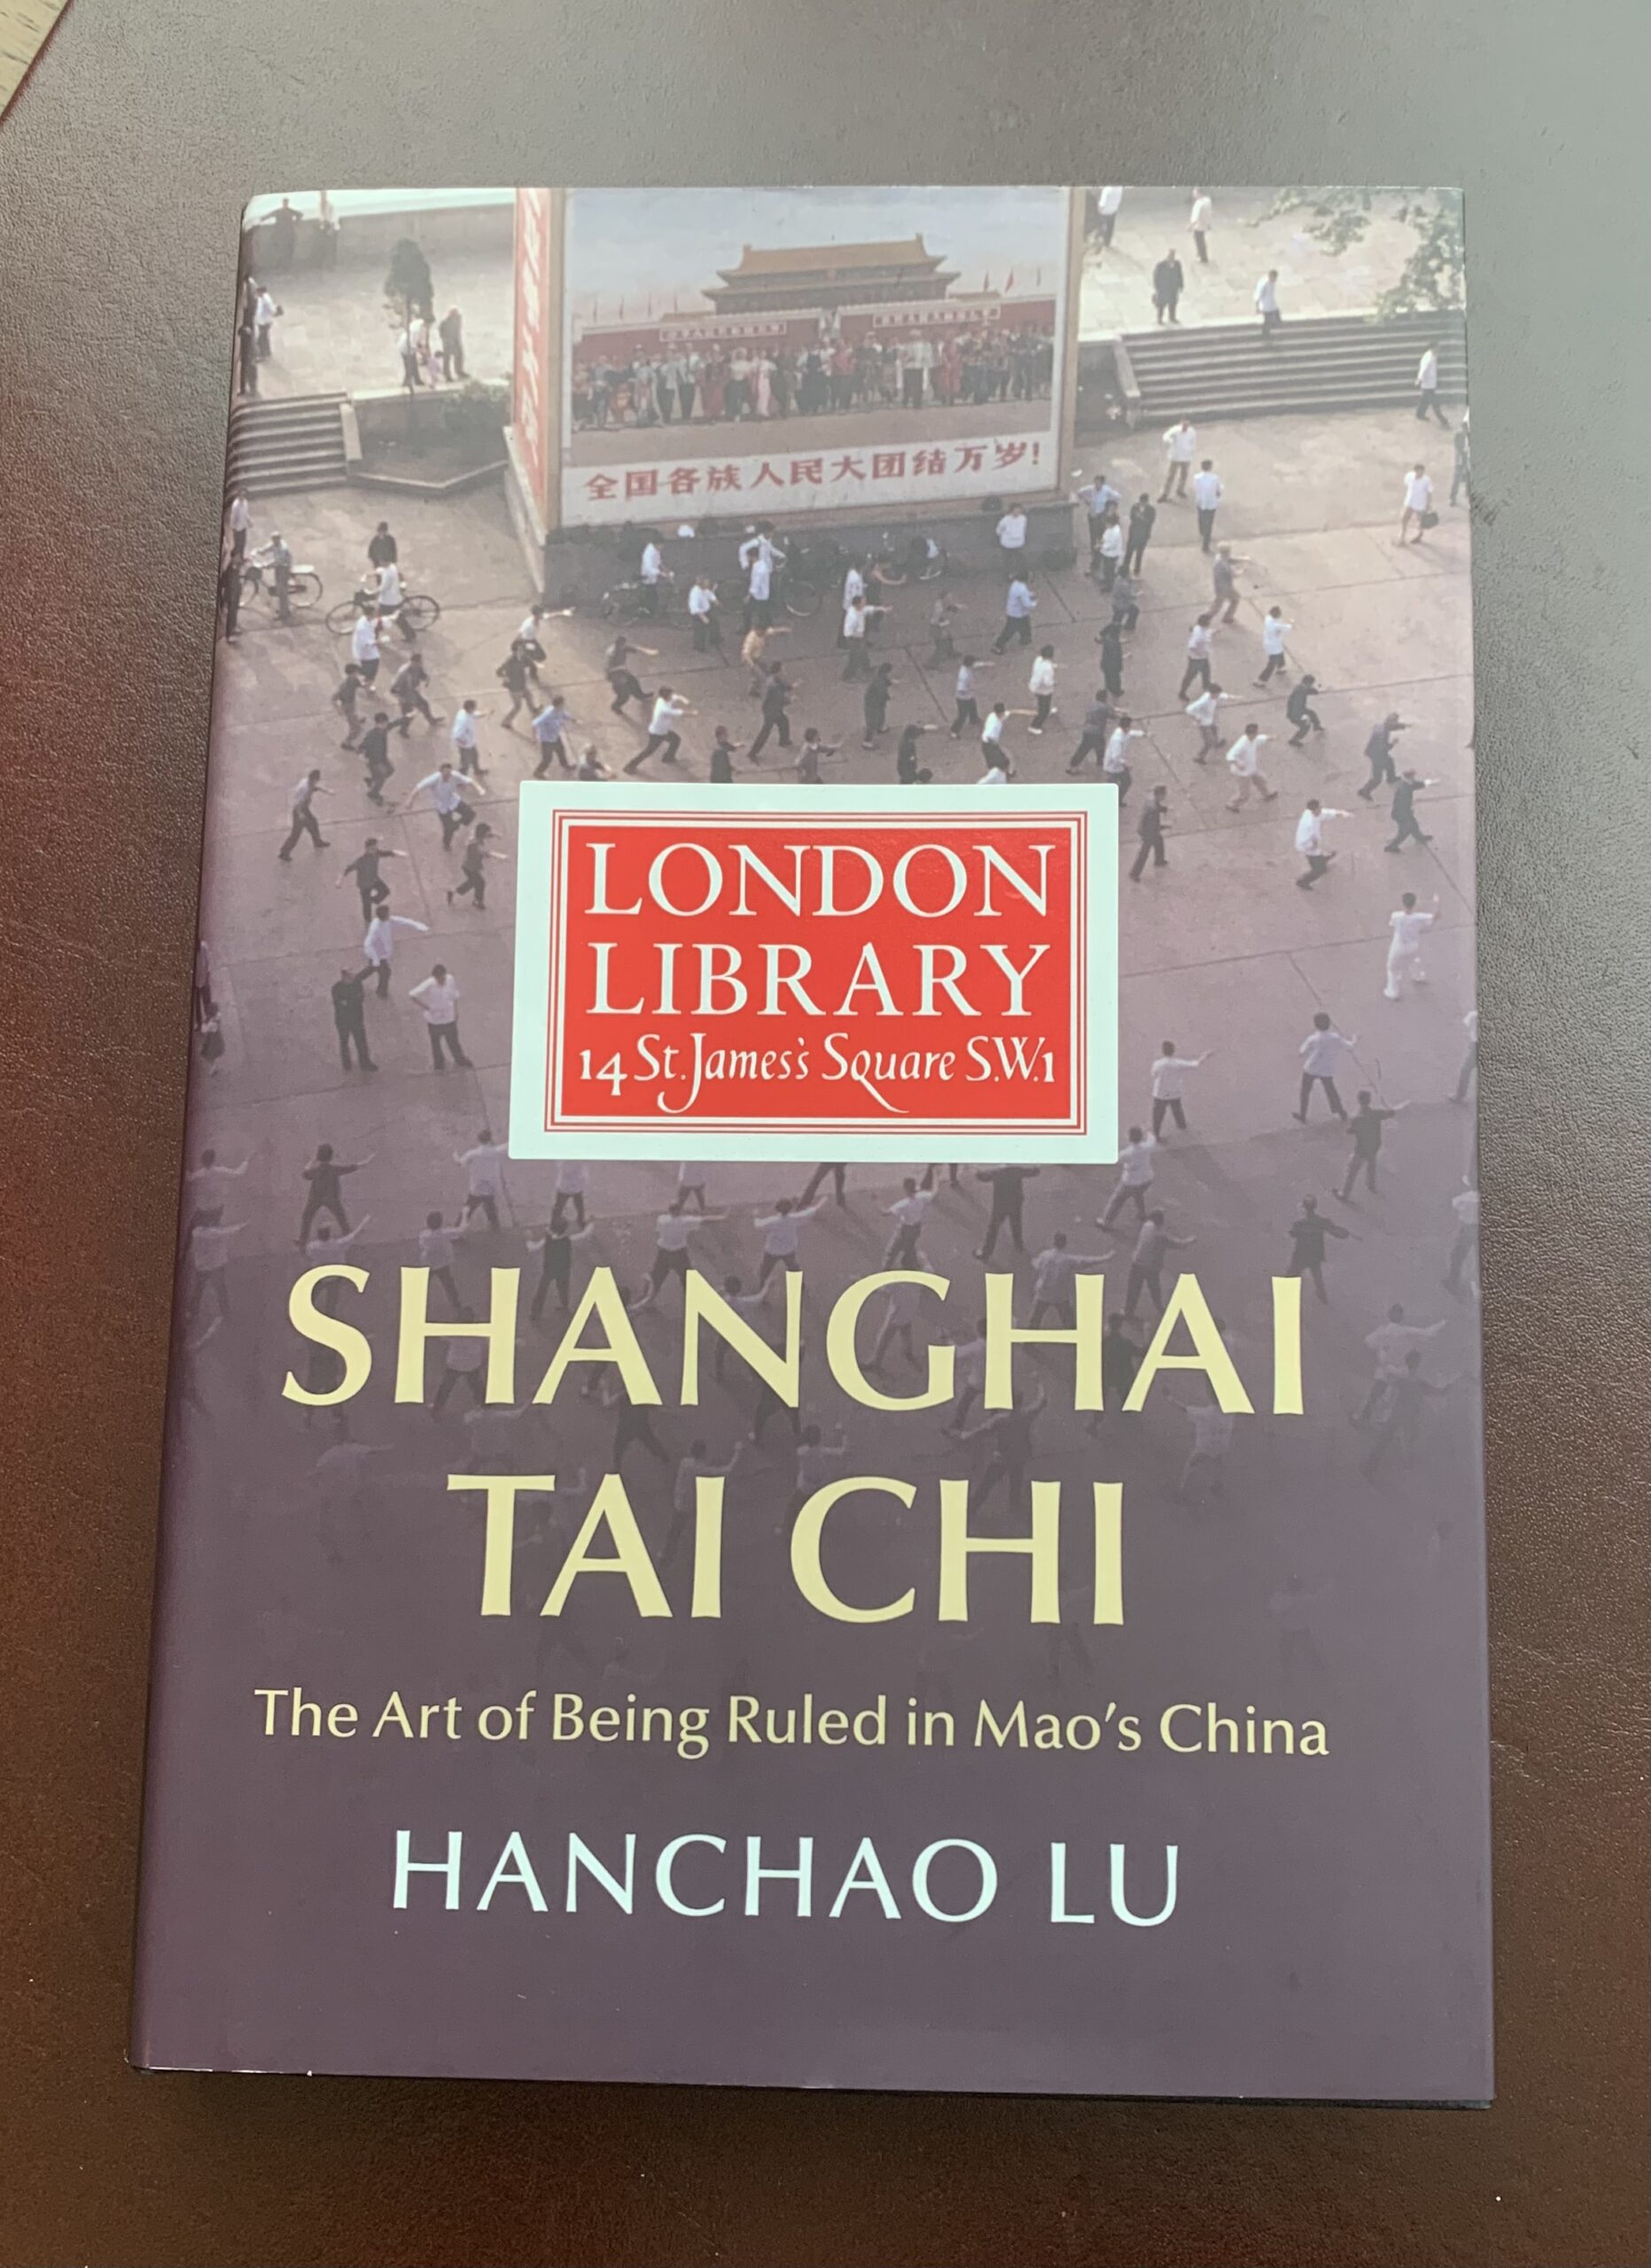 全国各族人民大团结万岁!
LONDON
LIBRARY
14 St. James's Square S.W.1
SHANGHAI
TAI CHI
The Art of Being Ruled in Mao's China
HANCHAO LU